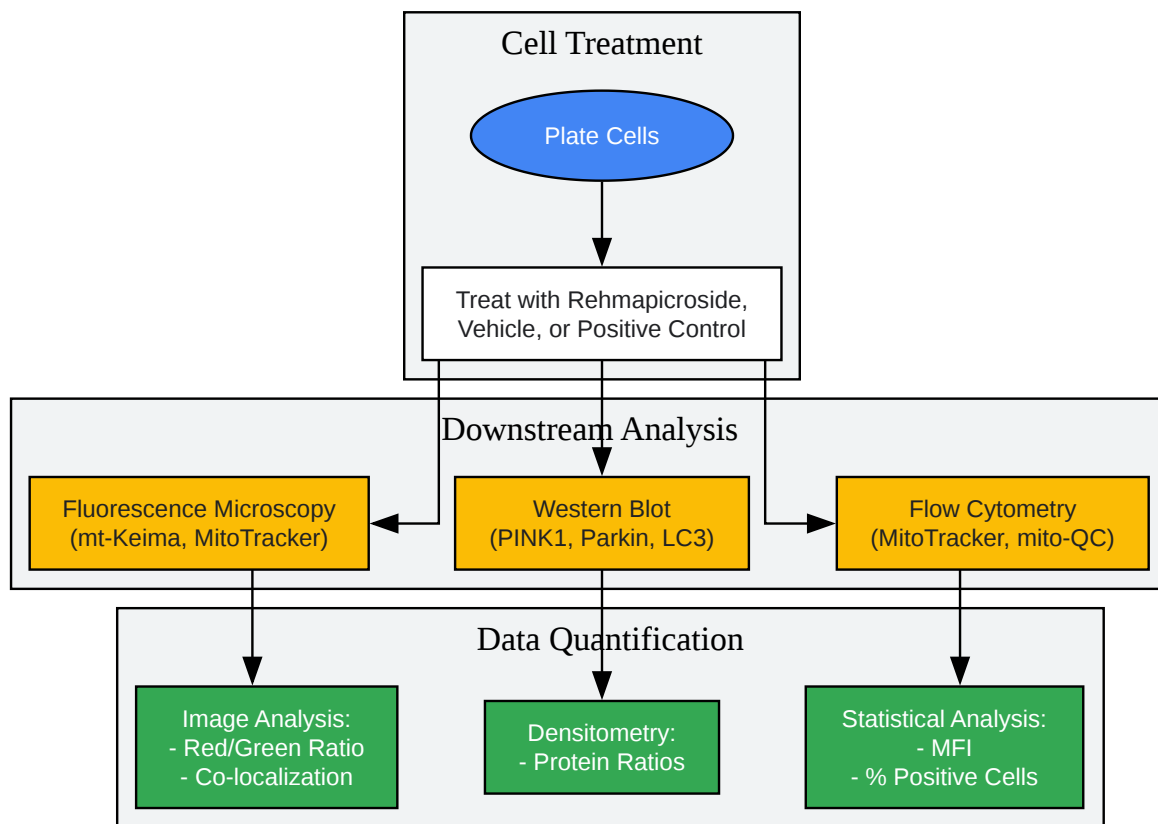 Cell Treatment
Plate Cells
Treat with Rehmapicroside,
Vehicle, or Positive Control
Downstream Analysis
Fluorescence Microscopy
(mt-Keima, MitoTracker)
Western Blot
(PINK1, Parkin, LC3)
Flow Cytometry
(MitoTracker, mito-QC)
Data Quantification
Image Analysis:
- Red/Green Ratio
- Co-localization
Densitometry:
- Protein Ratios
Statistical Analysis:
- MFI
- % Positive Cells